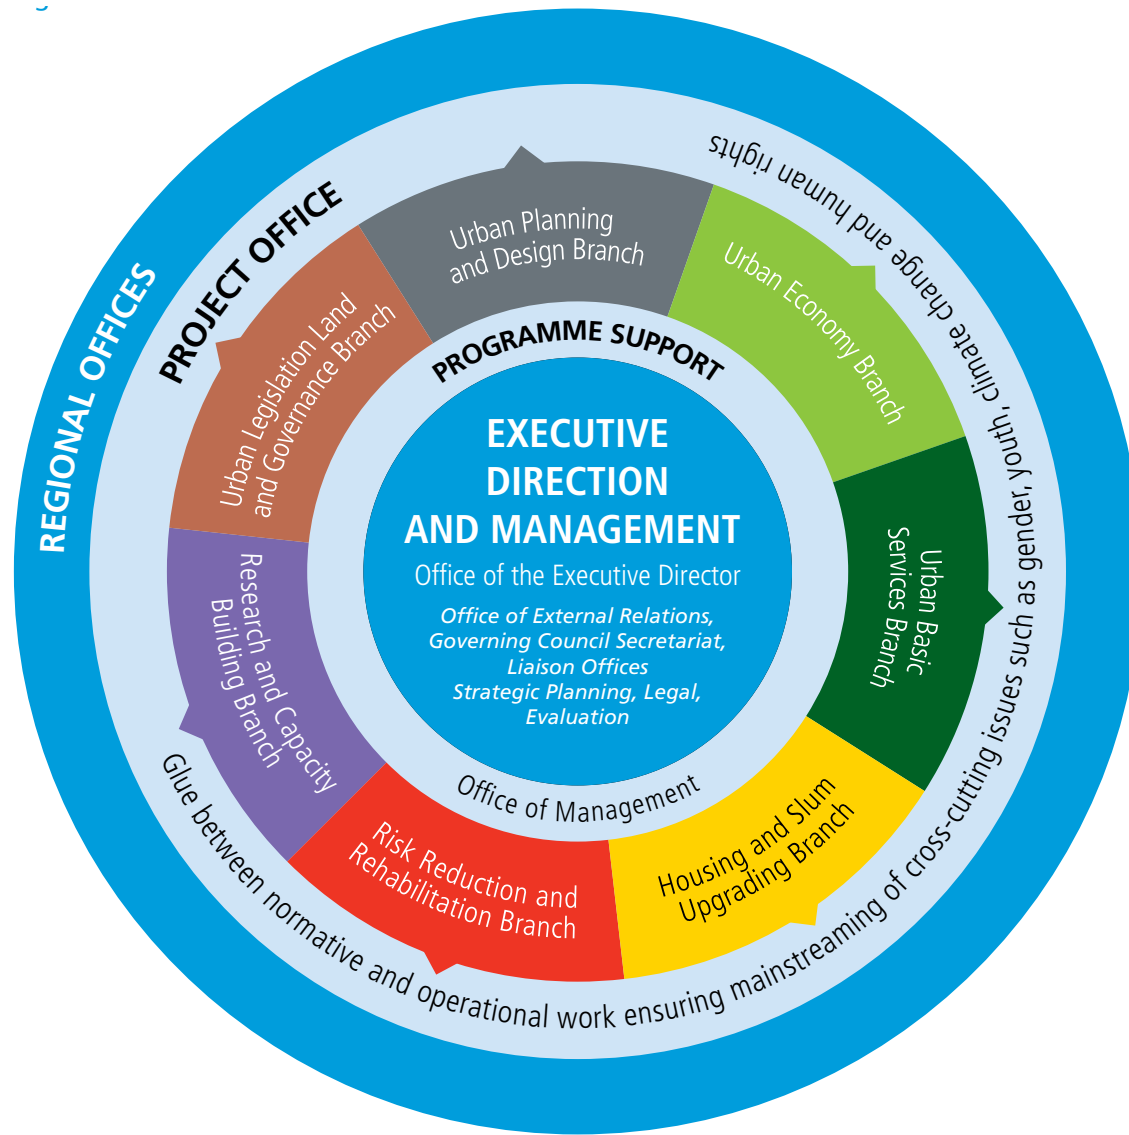 REGIONAL OFFICES
PROJECT OFFICE
Glue between normative and operational work ensuring mainstreaming of cross-cutting issues such as gender, youth, climate change and human rights
Urban Planning
and Design Branch
Urban Economy Branch
Urban Basic
Services Branch
Housing and Slum
Upgrading Branch
Risk Reduction and
Rehabilitation Branch
Research and Capacity
Building Branch
Urban Legislation Land
and Governance Branch
PROGRAMME SUPPORT
EXECUTIVE
DIRECTION
AND MANAGEMENT
Office of the Executive Director
Office of External Relations,
Governing Council Secretariat,
Liaison Offices
Strategic Planning, Legal,
Evaluation
Office of Management